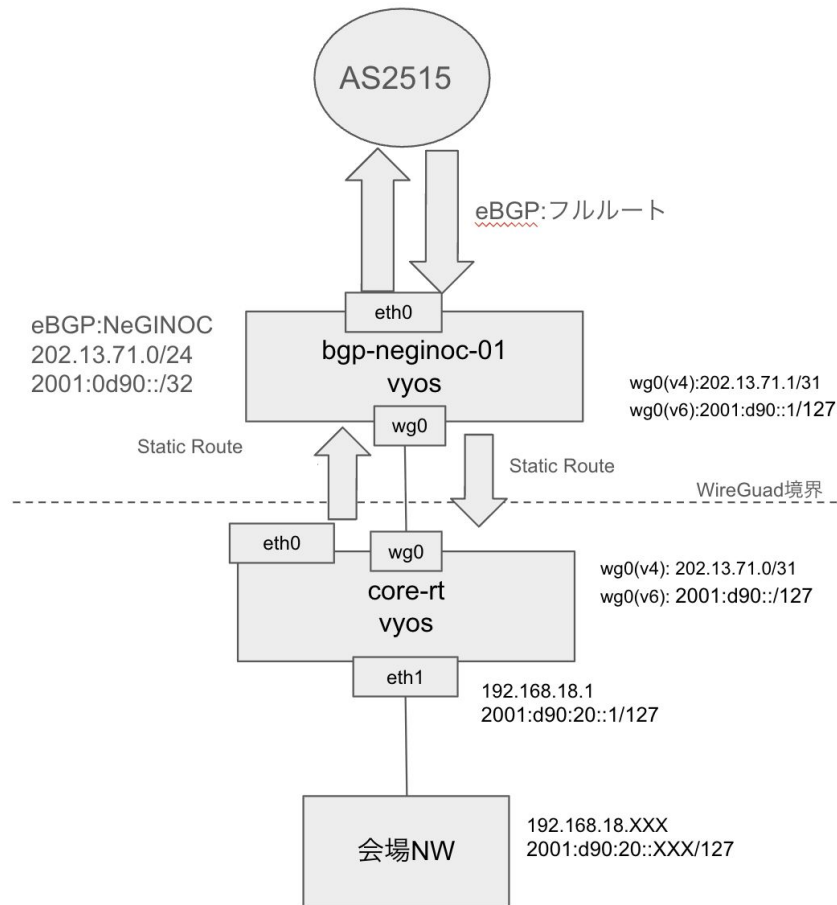 AS2515
eBGP:フルルート
eth0
eBGP:NeGINOC
202.13.71.0/24
2001:0d90::/32
bgp-neginoc-01
vyos
wg0(v4):202.13.71.1/31
wg0(v6):2001:d90::1/127
wg0
Static Route
Static Route
WireGuad境界
eth0
wg0
core-rt
vyos
wg0(v4): 202.13.71.0/31
wg0(v6): 2001:d90::/127
eth1
192.168.18.1
2001:d90:20::1/127
会場NW
192.168.18.XXX
2001:d90:20::XXX/127